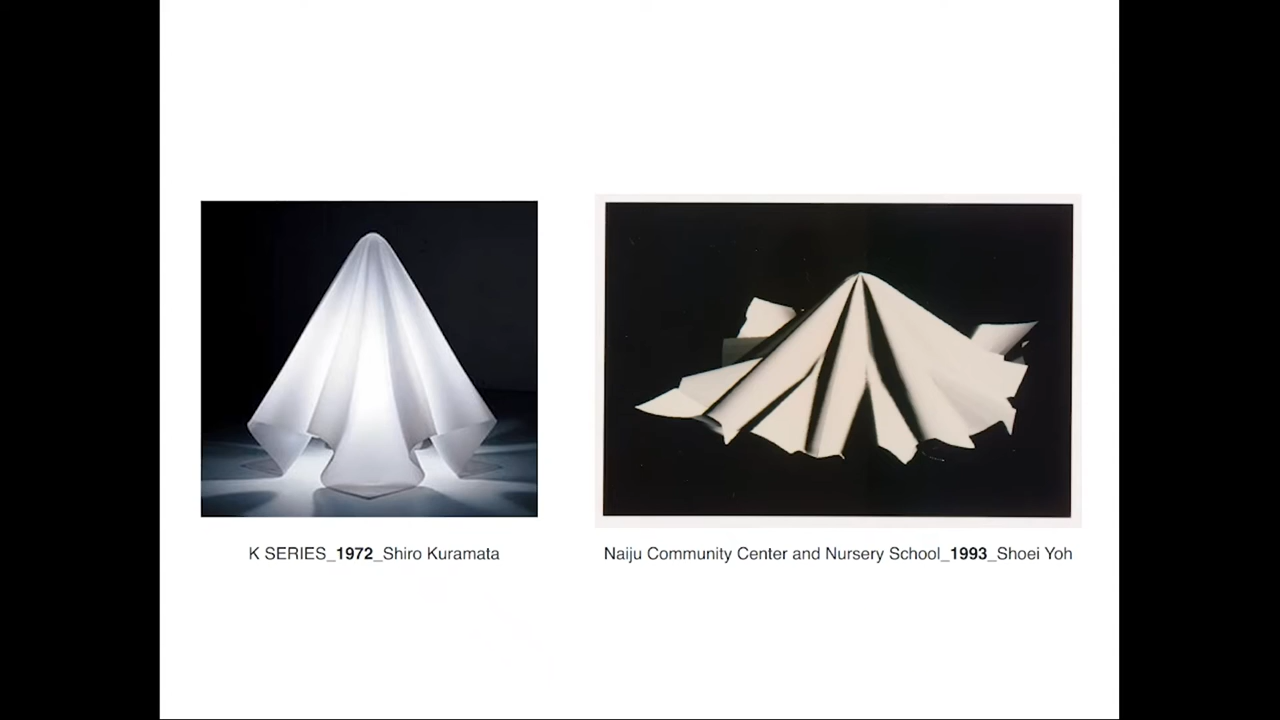 K SERIES_1972_Shiro Kuramata
Naiju Community Center and Nursery School_1993_Shoei Yoh